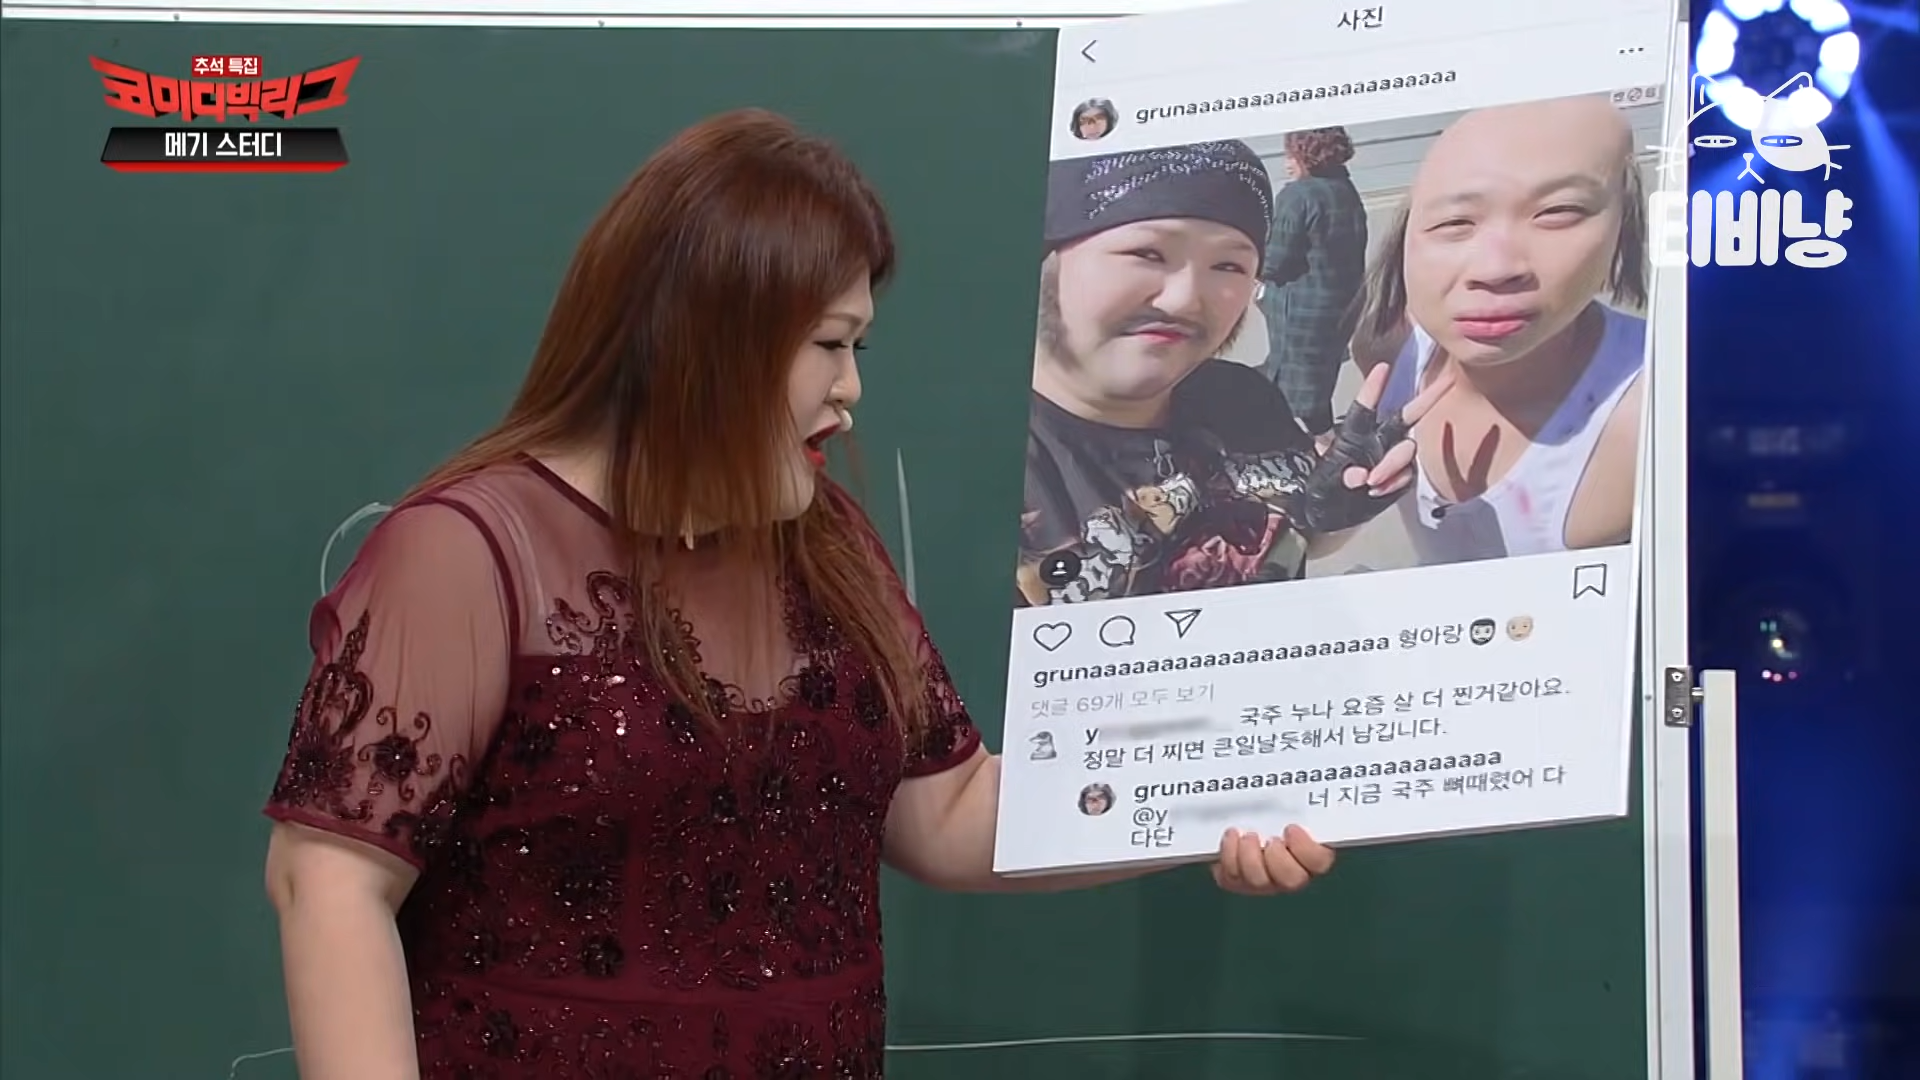 추석 특집
코미디빅리그
메기 스터디
티비냥
사진
grunaaaaaaaaaaaaaaaaaaaaa
grunaaaaaaaaaaaaaaaaaaaaa 형아랑
댓글 69개 모두 보기
y 국주 누나 요즘 살 더 찐거같아요.
정말 더 찌면 큰일날듯해서 남깁니다.
grunaaaaaaaaaaaaaaaaaaaaa
@y 너 지금 국주 뼈때렸어 다
다단